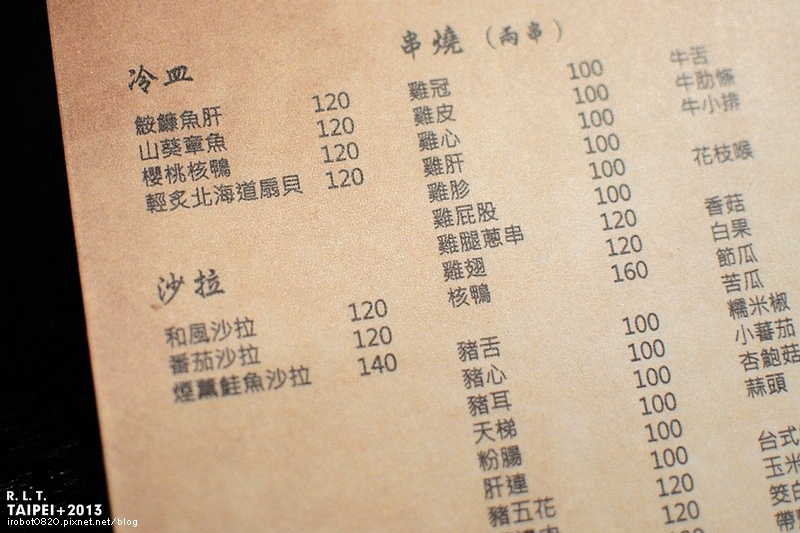 冷皿
鮟鱇魚肝 120
山葵章魚 120
櫻桃核鴨 120
輕炙北海道扇貝 120
沙拉
和風沙拉 120
番茄沙拉 120
煙薰鮭魚沙拉 140
串燒（兩串）
雞冠 100
雞皮 100
雞心 100
雞肝 100
雞胗 100
雞屁股 100
雞腿蔥串 120
雞翅 120
核鴨 160
豬舌 100
豬心 100
豬耳 100
天梯 100
粉腸 100
肝連 100
豬五花 120
120
牛舌
牛肋條
牛小排
花枝喉
香菇
白果
節瓜
苦瓜
糯米椒
小蕃茄
杏鮑菇
蒜頭
台式
玉米
筊白
帶
R.L.T.
TAIPEI+2013
irobot0820.pixnet.net/blog